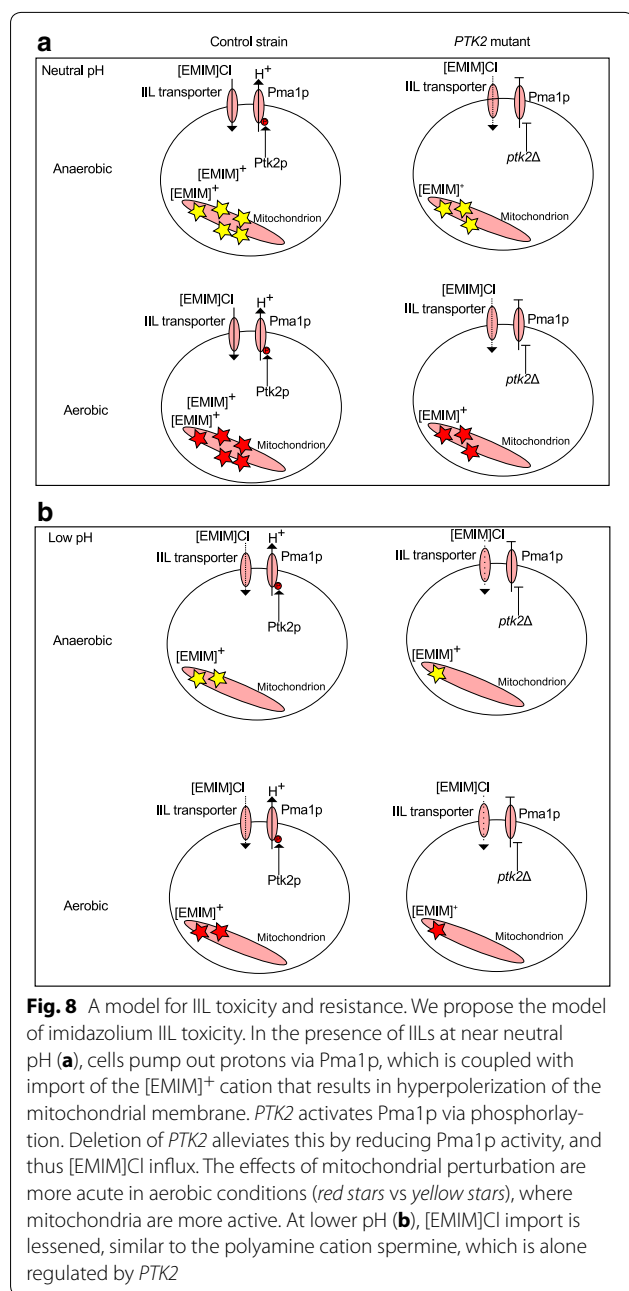 a
Control strain
PTK2 mutant
Neutral pH
[EMIM]Cl
H+
IIL transporter
Pma1p
Ptk2p
Anaerobic
[EMIM]+
[EMIM]+
Mitochondrion
[EMIM]Cl
IIL transporter
Pma1p
ptk2Δ
[EMIM]+
Mitochondrion
[EMIM]Cl
H+
IIL transporter
Pma1p
Ptk2p
Aerobic
[EMIM]+
[EMIM]+
Mitochondrion
[EMIM]Cl
IIL transporter
Pma1p
ptk2Δ
[EMIM]+
Mitochondrion
b
Low pH
[EMIM]Cl
H+
IIL transporter
Pma1p
Ptk2p
Anaerobic
[EMIM]+
Mitochondrion
[EMIM]Cl
IIL transporter
Pma1p
ptk2Δ
[EMIM]+
Mitochondrion
[EMIM]Cl
H+
IIL transporter
Pma1p
Ptk2p
Aerobic
[EMIM]+
Mitochondrion
[EMIM]Cl
IIL transporter
Pma1p
ptk2Δ
[EMIM]+
Mitochondrion
Fig. 8 A model for IIL toxicity and resistance. We propose the model
of imidazolium IIL toxicity. In the presence of IILs at near neutral
pH (a), cells pump out protons via Pma1p, which is coupled with
import of the [EMIM]+ cation that results in hyperpolerization of the
mitochondrial membrane. PTK2 activates Pma1p via phosphorlay-
tion. Deletion of PTK2 alleviates this by reducing Pma1p activity, and
thus [EMIM]Cl influx. The effects of mitochondrial perturbation are
more acute in aerobic conditions (red stars vs yellow stars), where
mitochondria are more active. At lower pH (b), [EMIM]Cl import is
lessened, similar to the polyamine cation spermine, which is alone
regulated by PTK2